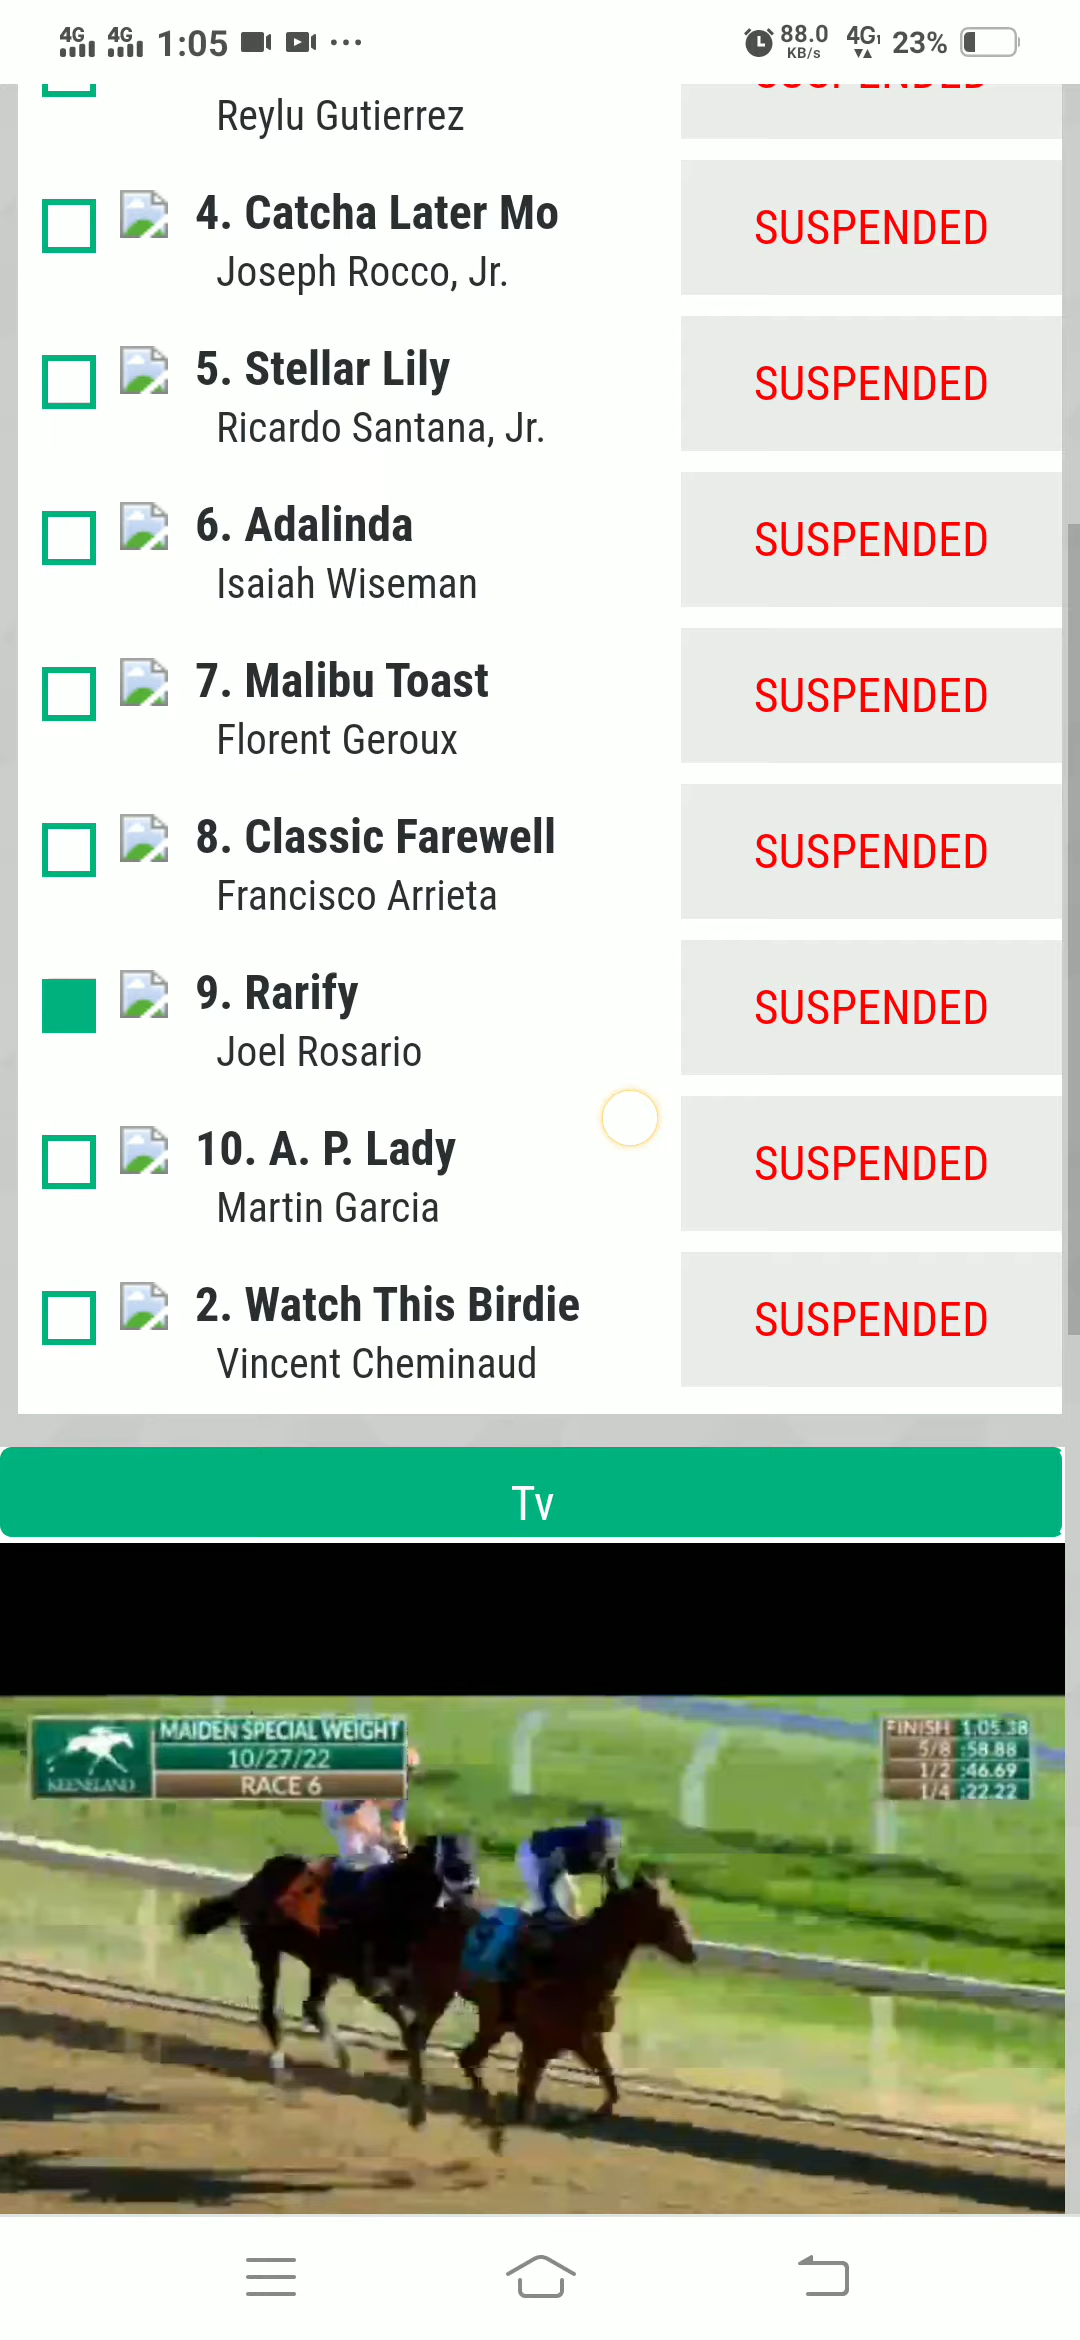 4G 4G 1:05 88.0 KB/s 4G 23%
SUSPENDED
Reylu Gutierrez
4. Catcha Later Mo
SUSPENDED
Joseph Rocco, Jr.
5. Stellar Lily
SUSPENDED
Ricardo Santana, Jr.
6. Adalinda
SUSPENDED
Isaiah Wiseman
7. Malibu Toast
SUSPENDED
Florent Geroux
8. Classic Farewell
SUSPENDED
Francisco Arrieta
9. Rarify
SUSPENDED
Joel Rosario
10. A. P. Lady
SUSPENDED
Martin Garcia
2. Watch This Birdie
SUSPENDED
Vincent Cheminaud
Tv
MAIDEN SPECIAL WEIGHT
10/27/22
RACE 6
KEENELAND
FINISH 1:05.38
5/8 :58.88
1/2 :46.69
1/4 :22.22